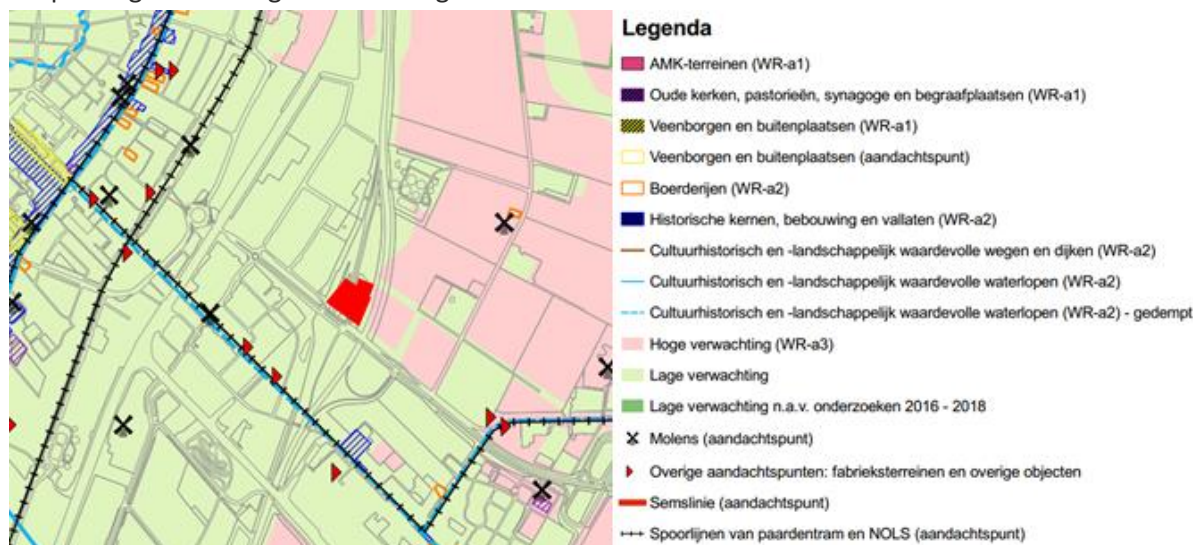 Legenda
AMK-terreinen (WR-a1)
Oude kerken, pastorieën, synagoge en begraafplaatsen (WR-a1)
Veenborgen en buitenplaatsen (WR-a1)
Veenborgen en buitenplaatsen (aandachtspunt)
Boerderijen (WR-a2)
Historische kernen, bebouwing en vallaten (WR-a2)
Cultuurhistorisch en -landschappelijk waardevolle wegen en dijken (WR-a2)
Cultuurhistorisch en -landschappelijk waardevolle waterlopen (WR-a2)
Cultuurhistorisch en -landschappelijk waardevolle waterlopen (WR-a2) - gedempt
Hoge verwachting (WR-a3)
Lage verwachting
Lage verwachting n.a.v. onderzoeken 2016 - 2018
Molens (aandachtspunt)
Overige aandachtspunten: fabrieksterreinen en overige objecten
Semslinie (aandachtspunt)
Spoorlijnen van paardentram en NOLS (aandachtspunt)